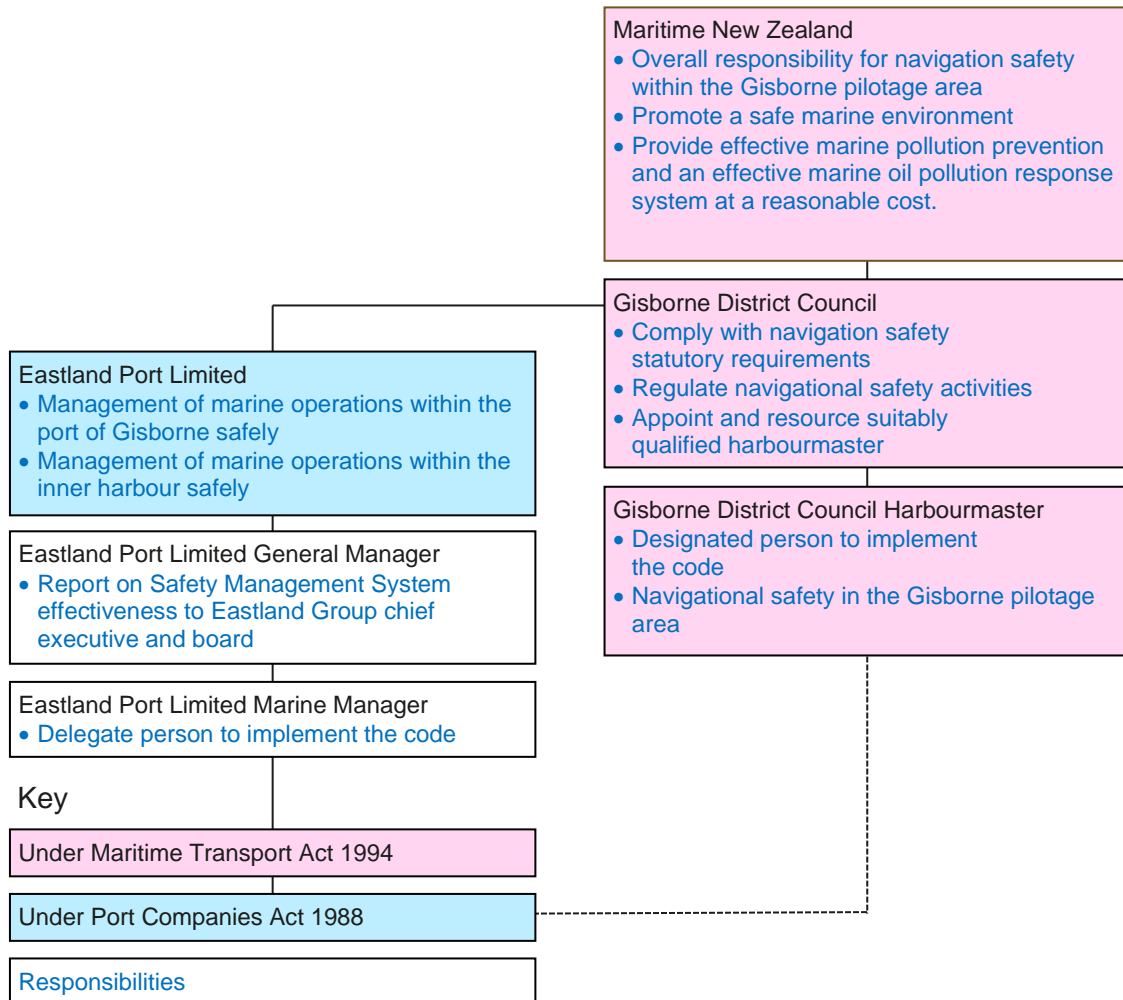 Maritime New Zealand
• Overall responsibility for navigation safety
within the Gisborne pilotage area
• Promote a safe marine environment
• Provide effective marine pollution prevention
and an effective marine oil pollution response
system at a reasonable cost.
Gisborne District Council
• Comply with navigation safety
statutory requirements
• Regulate navigational safety activities
• Appoint and resource suitably
qualified harbourmaster
Eastland Port Limited
• Management of marine operations within the
port of Gisborne safely
• Management of marine operations within the
inner harbour safely
Gisborne District Council Harbourmaster
• Designated person to implement
the code
• Navigational safety in the Gisborne pilotage
area
Eastland Port Limited General Manager
• Report on Safety Management System
effectiveness to Eastland Group chief
executive and board
Eastland Port Limited Marine Manager
• Delegate person to implement the code
Key
Under Maritime Transport Act 1994
Under Port Companies Act 1988
Responsibilities